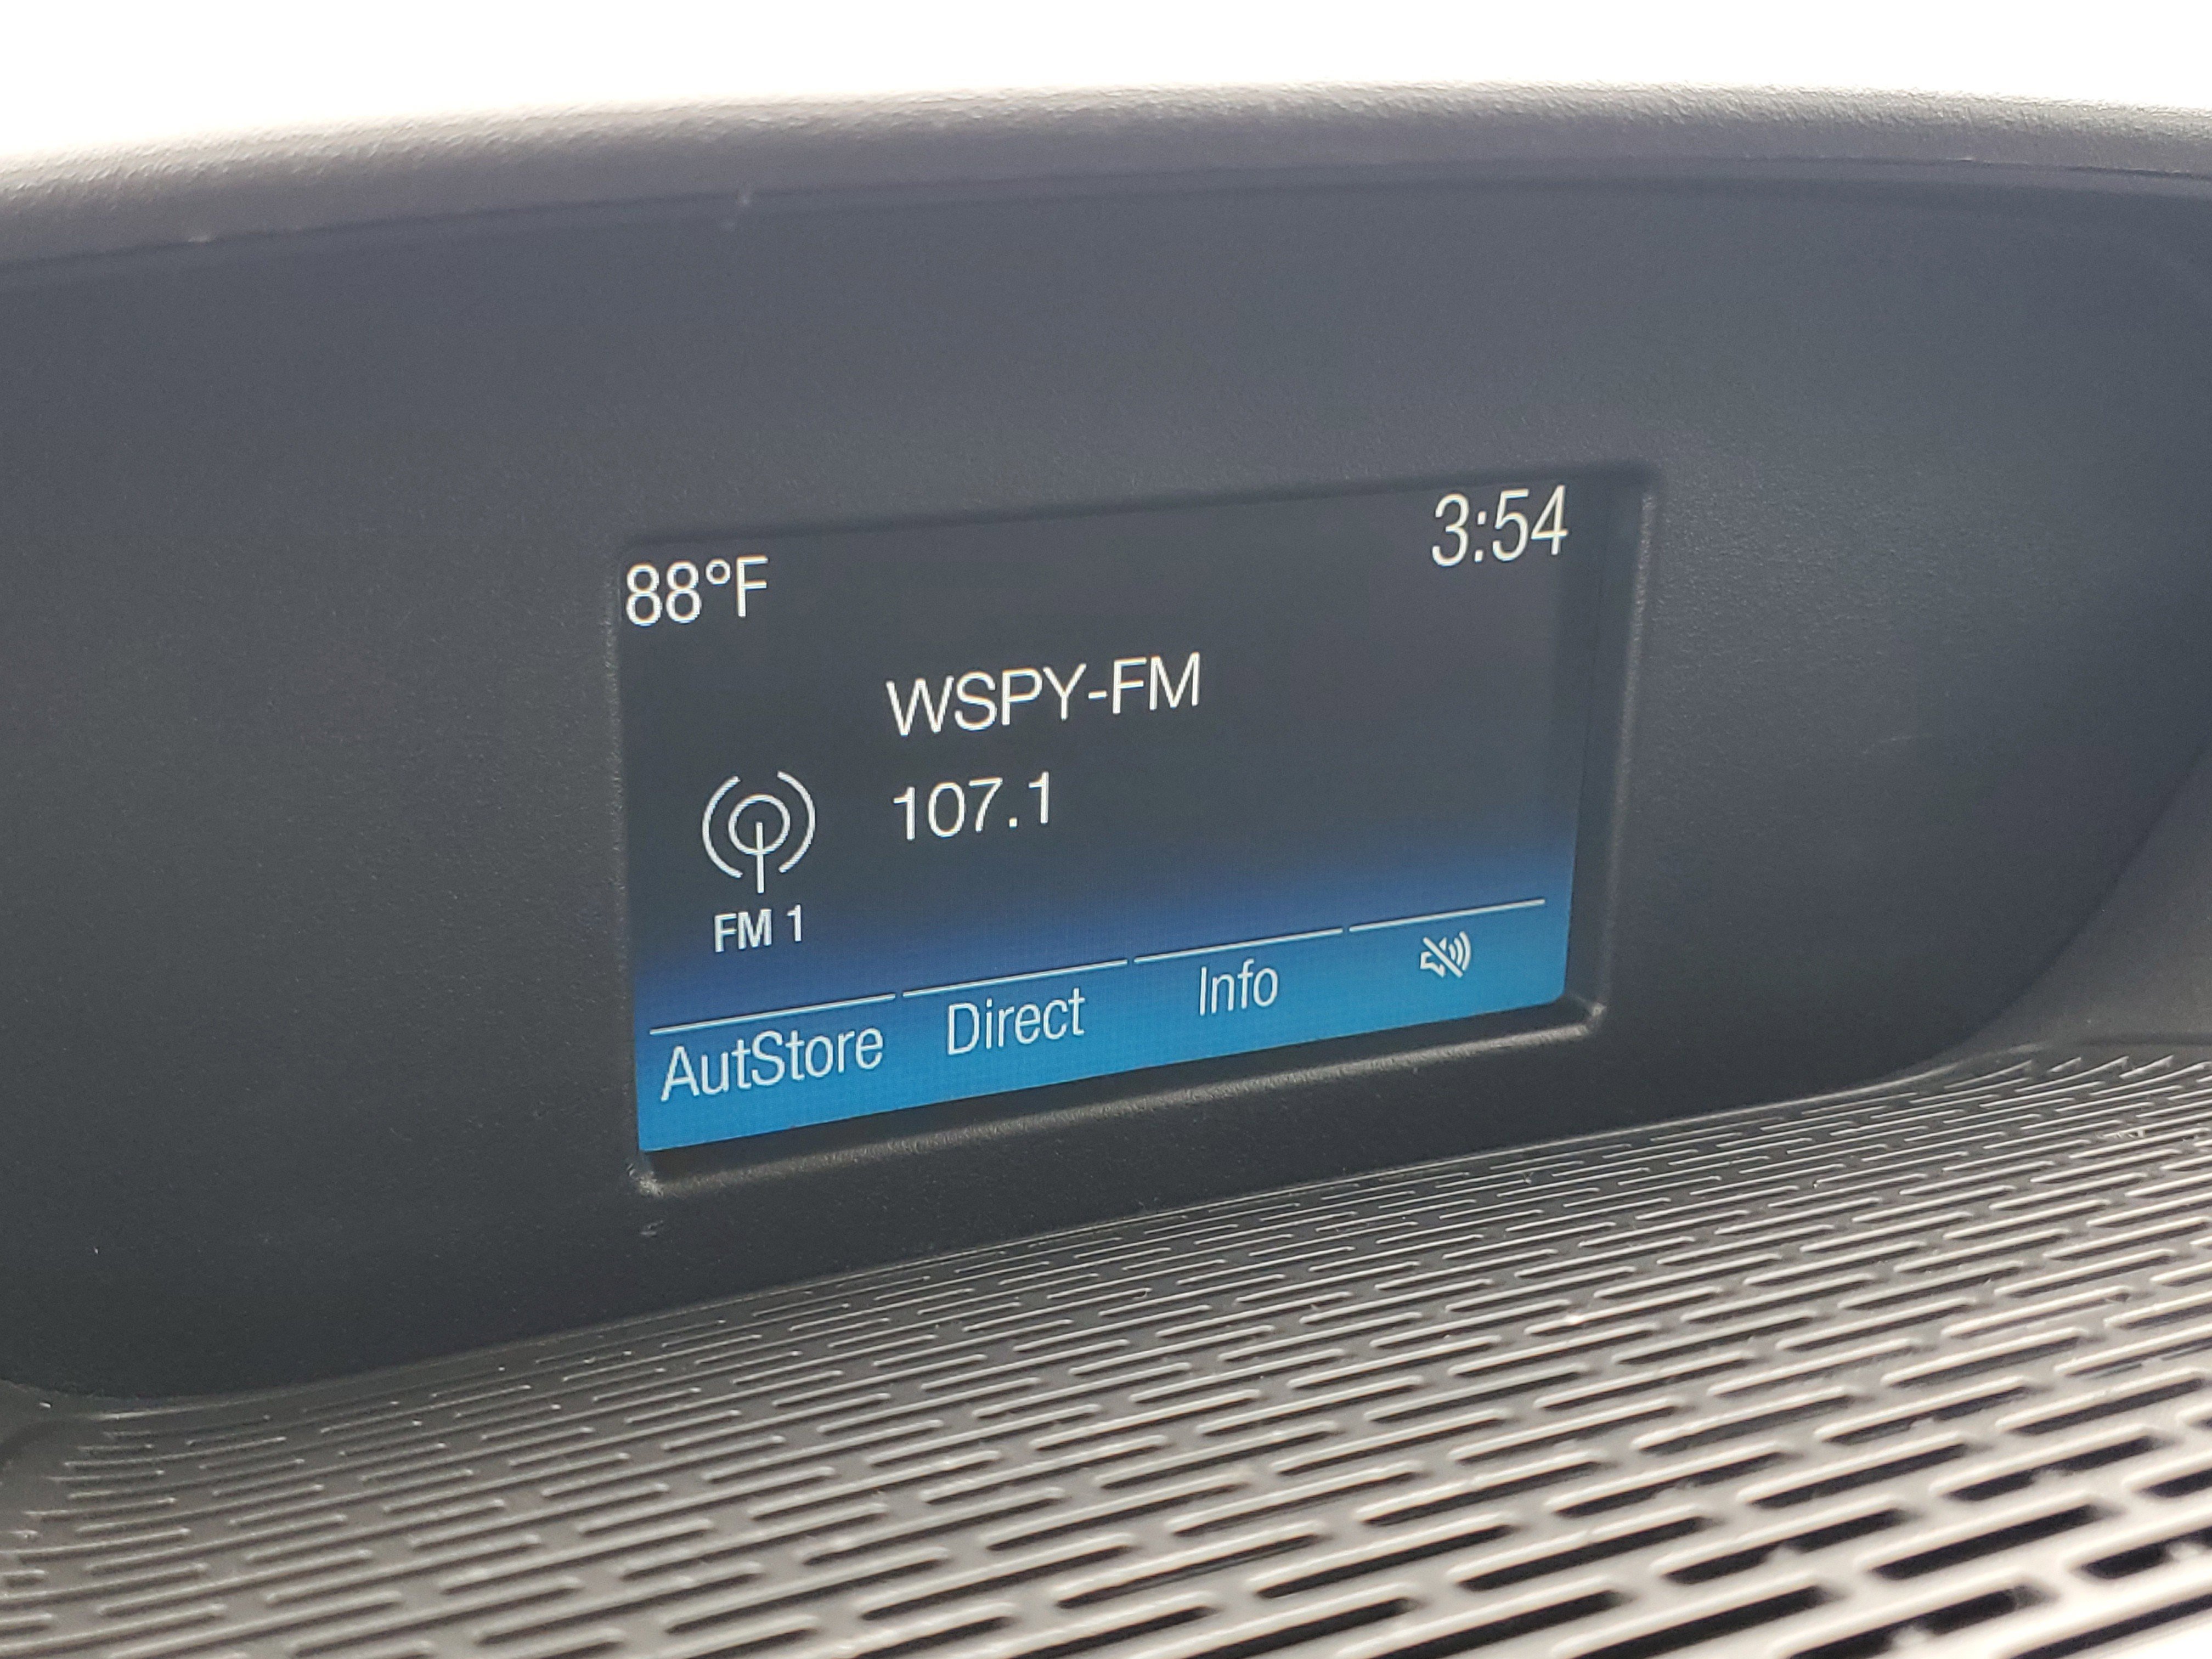 88°F
3:54
WSPY-FM
107.1
FM 1
AutStore
Direct
Info